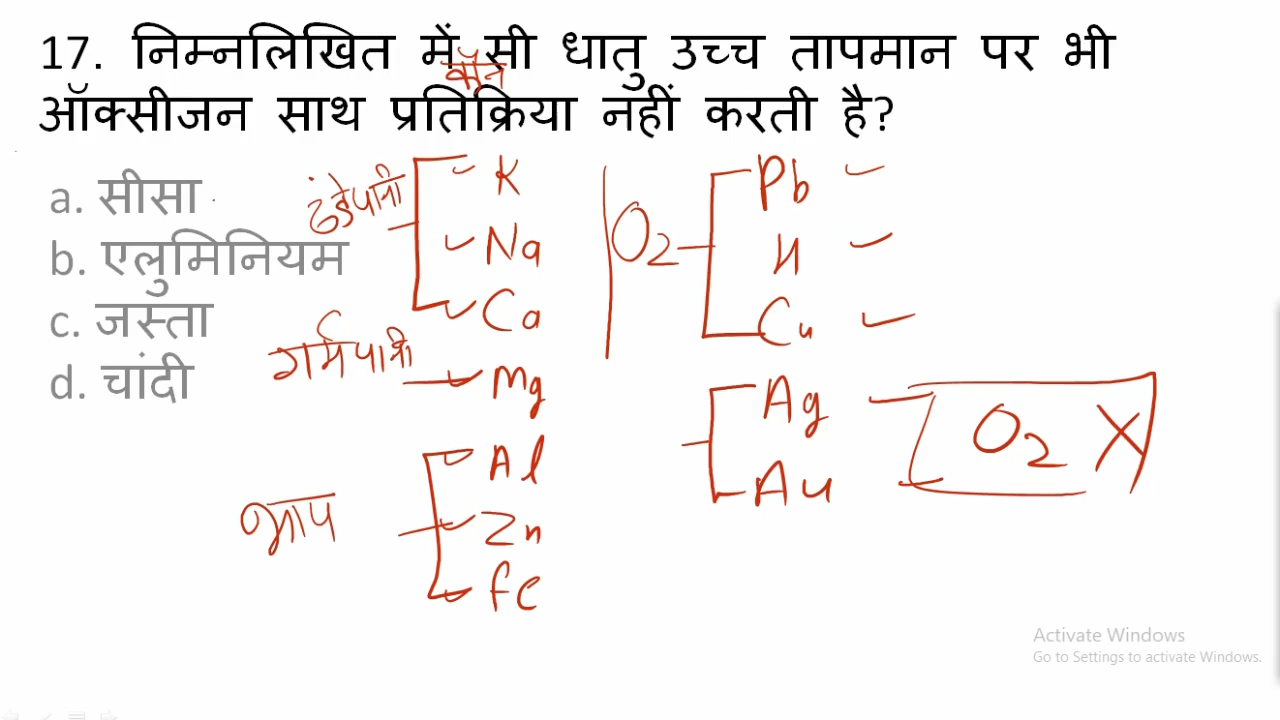 17. निम्नलिखित में सी धातु उच्च तापमान पर भी
कौन
ऑक्सीजन साथ प्रतिक्रिया नहीं करती है?
a. सीसा
b. एलुमिनियम
c. जस्ता
d. चांदी
ठंडे पानी
K
Na
Ca
गर्म पानी
Mg
भाप
Al
Zn
Fe
O2
Pb
H
Cu
Ag
Au
O2 X
Activate Windows
Go to Settings to activate Windows.